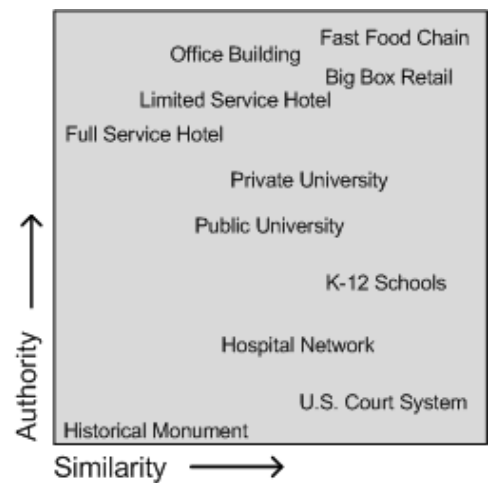 Fast Food Chain
Office Building
Big Box Retail
Limited Service Hotel
Full Service Hotel
Private University
Public University
K-12 Schools
Hospital Network
U.S. Court System
Historical Monument
Authority
Similarity